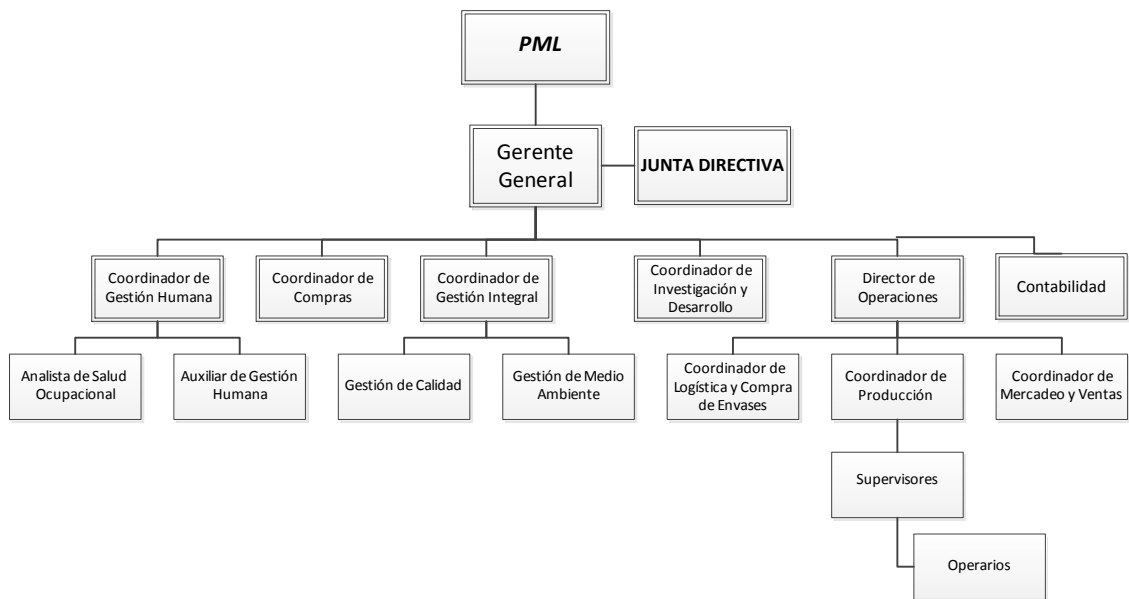 PML
Gerente
General
JUNTA DIRECTIVA
Coordinador de
Gestión Humana
Coordinador de
Compras
Coordinador de
Gestión Integral
Coordinador de
Investigación y
Desarrollo
Director de
Operaciones
Contabilidad
Analista de Salud
Ocupacional
Auxiliar de Gestión
Humana
Gestión de Calidad
Gestión de Medio
Ambiente
Coordinador de
Logística y Compra
de Envases
Coordinador de
Producción
Coordinador de
Mercadeo y Ventas
Supervisores
Operarios